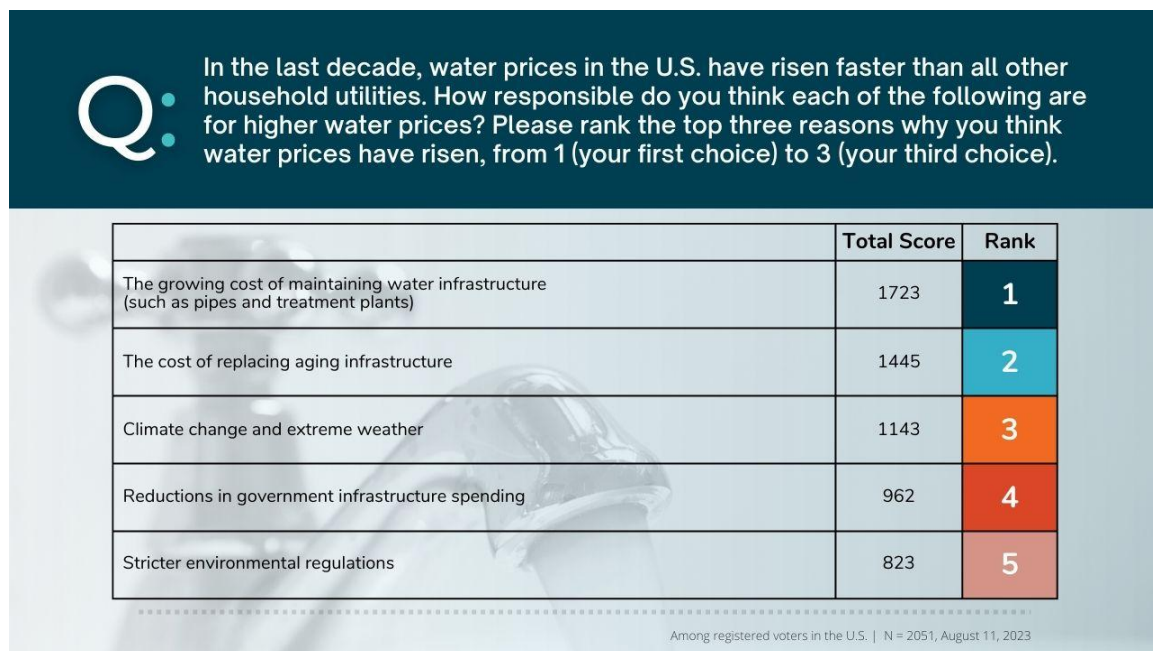 Q:
In the last decade, water prices in the U.S. have risen faster than all other
household utilities. How responsible do you think each of the following are
for higher water prices? Please rank the top three reasons why you think
water prices have risen, from 1 (your first choice) to 3 (your third choice).
Total Score Rank
The growing cost of maintaining water infrastructure
(such as pipes and treatment plants) 1723 1
The cost of replacing aging infrastructure 1445 2
Climate change and extreme weather 1143 3
Reductions in government infrastructure spending 962 4
Stricter environmental regulations 823 5
Among registered voters in the U.S. | N = 2051, August 11, 2023